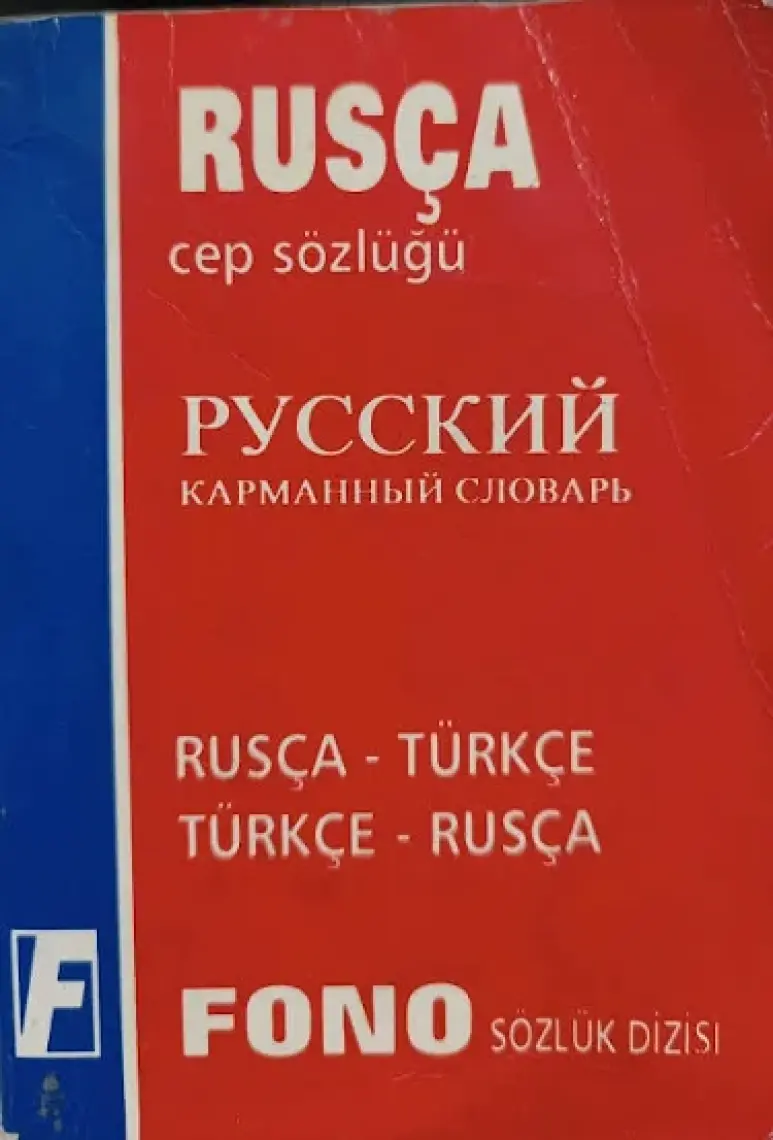 RUSÇA
cep sözlüğü
РУССКИЙ
КАРМАННЫЙ СЛОВАРЬ
RUSÇA - TÜRKÇE
TÜRKÇE - RUSÇA
F
FONO SÖZLÜK DİZİSİ